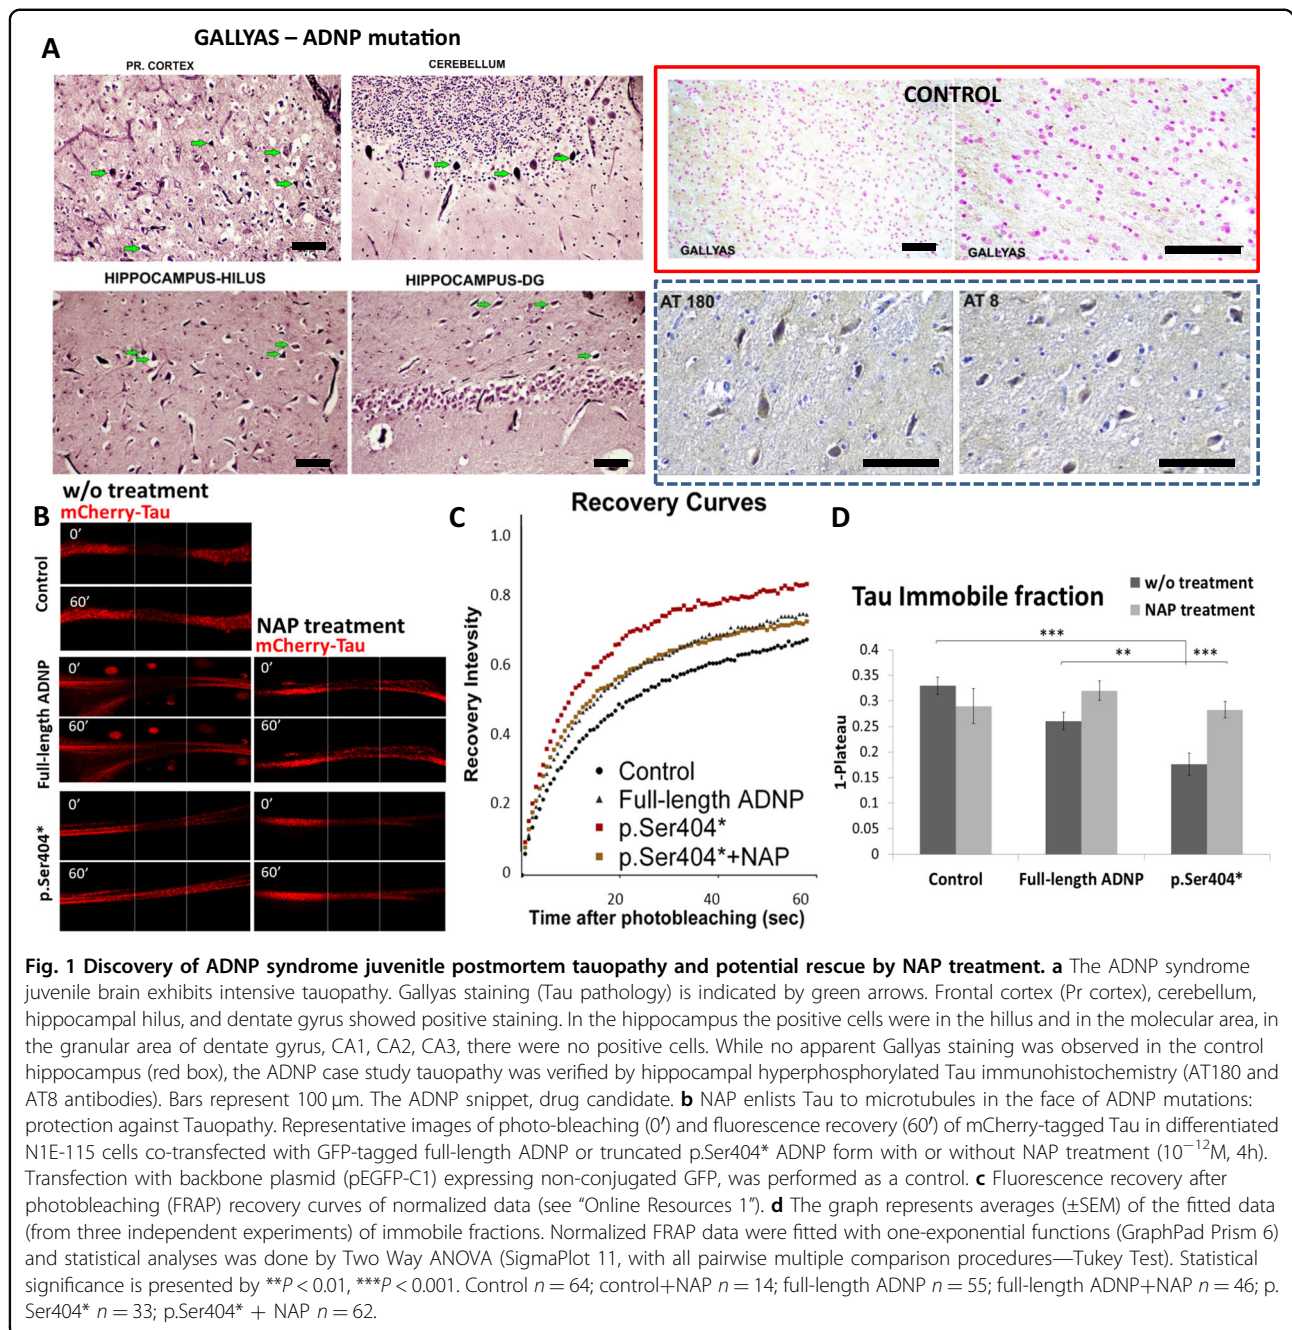 A
GALLYAS – ADNP mutation
PR. CORTEX
CEREBELLUM
CONTROL
GALLYAS
GALLYAS
HIPPOCAMPUS-HILUS
HIPPOCAMPUS-DG
AT 180
AT 8
B
w/o treatment
mCherry-Tau
0′
Control
60′
NAP treatment
mCherry-Tau
0′
0′
Full-length ADNP
60′
60′
0′
0′
p.Ser404*
60′
60′
C
Recovery Curves
1.0
0.8
0.6
0.4
0.2
0
Recovery Intevsity
Control
Full-length ADNP
p.Ser404*
p.Ser404*+NAP
20
40
60
Time after photobleaching (sec)
D
w/o treatment
NAP treatment
Tau Immobile fraction
***
**
***
0.4
0.35
0.3
0.25
0.2
0.15
0.1
0.05
0
1-Plateau
Control
Full-length ADNP
p.Ser404*
Fig. 1 Discovery of ADNP syndrome juvenitle postmortem tauopathy and potential rescue by NAP treatment. a The ADNP syndrome
juvenile brain exhibits intensive tauopathy. Gallyas staining (Tau pathology) is indicated by green arrows. Frontal cortex (Pr cortex), cerebellum,
hippocampal hilus, and dentate gyrus showed positive staining. In the hippocampus the positive cells were in the hillus and in the molecular area, in
the granular area of dentate gyrus, CA1, CA2, CA3, there were no positive cells. While no apparent Gallyas staining was observed in the control
hippocampus (red box), the ADNP case study tauopathy was verified by hippocampal hyperphosphorylated Tau immunohistochemistry (AT180 and
AT8 antibodies). Bars represent 100 µm. The ADNP snippet, drug candidate. b NAP enlists Tau to microtubules in the face of ADNP mutations:
protection against Tauopathy. Representative images of photo-bleaching (0′) and fluorescence recovery (60′) of mCherry-tagged Tau in differentiated
N1E-115 cells co-transfected with GFP-tagged full-length ADNP or truncated p.Ser404* ADNP form with or without NAP treatment (10−12M, 4h).
Transfection with backbone plasmid (pEGFP-C1) expressing non-conjugated GFP, was performed as a control. c Fluorescence recovery after
photobleaching (FRAP) recovery curves of normalized data (see “Online Resources 1”). d The graph represents averages (±SEM) of the fitted data
(from three independent experiments) of immobile fractions. Normalized FRAP data were fitted with one-exponential functions (GraphPad Prism 6)
and statistical analyses was done by Two Way ANOVA (SigmaPlot 11, with all pairwise multiple comparison procedures—Tukey Test). Statistical
significance is presented by **P < 0.01, ***P < 0.001. Control n = 64; control+NAP n = 14; full-length ADNP n = 55; full-length ADNP+NAP n = 46; p.
Ser404* n = 33; p.Ser404* + NAP n = 62.